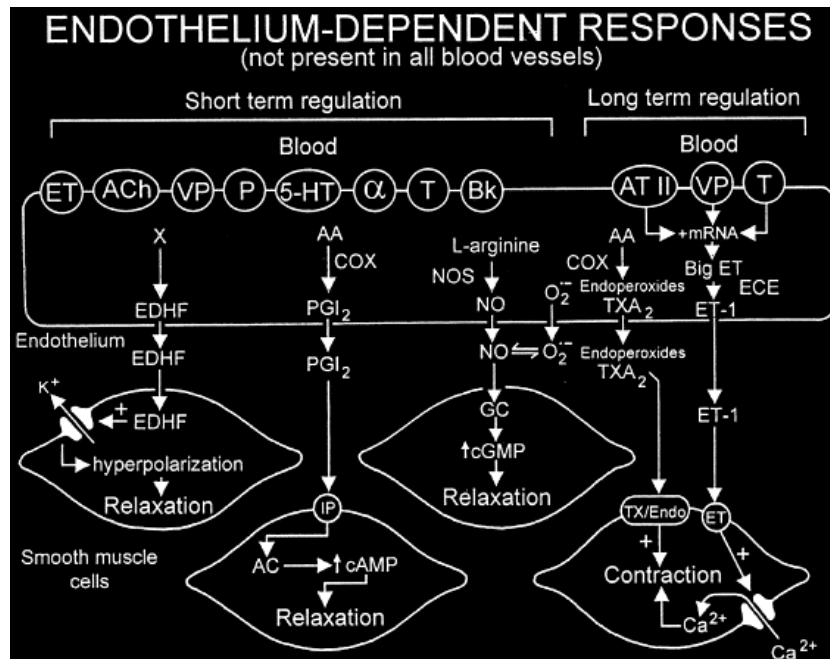 ENDOTHELIUM-DEPENDENT RESPONSES
(not present in all blood vessels)
Short term regulation
Long term regulation
Blood
Blood
ET ACh VP P 5-HT α T Bk
AT II VP T
X
AA
COX
L-arginine
NOS
AA
COX
+mRNA
Big ET
ECE
EDHF
PGI₂
NO
O₂·−
Endoperoxides
TXA₂
ET-1
Endothelium
EDHF
PGI₂
NO ⇌ O₂·−
Endoperoxides
TXA₂
K⁺
+
EDHF
hyperpolarization
Relaxation
GC
↑cGMP
Relaxation
ET-1
IP
AC
↑cAMP
Relaxation
TX/Endo
ET
+
+
Contraction
Ca²⁺
Ca²⁺
Smooth muscle
cells